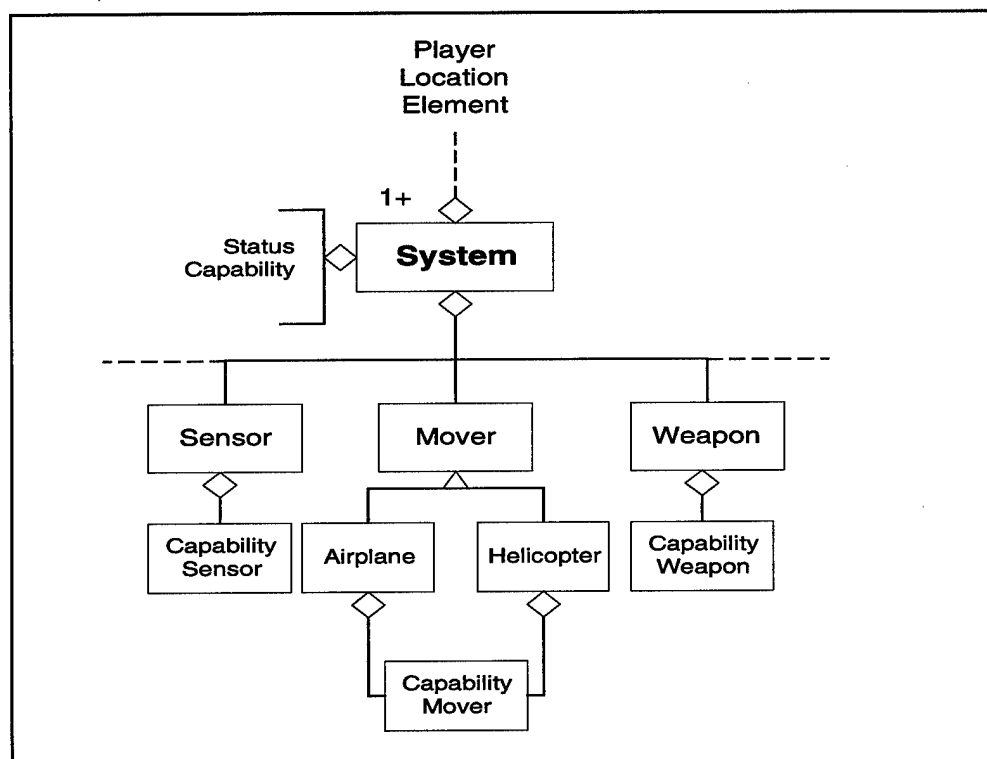 Player
Location
Element
1+
Status
Capability
System
Sensor
Mover
Weapon
Capability
Sensor
Airplane
Helicopter
Capability
Weapon
Capability
Mover